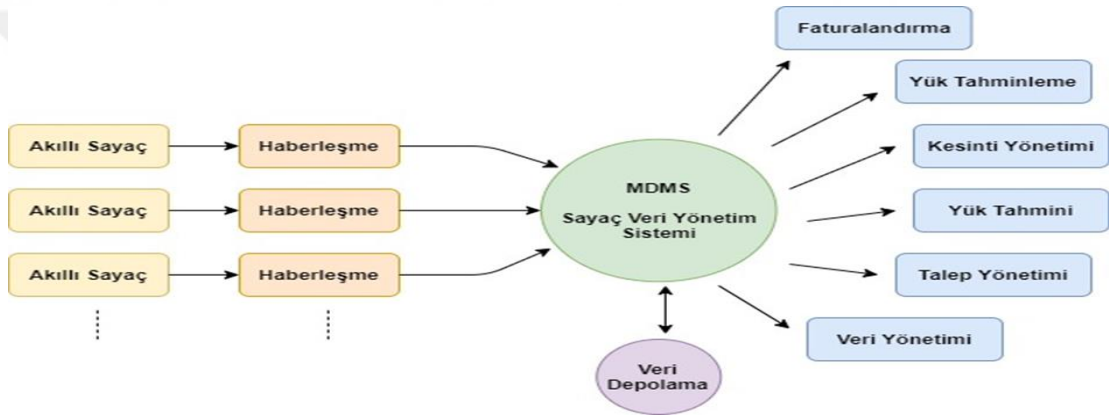 Faturalandırma
Yük Tahminleme
Akıllı Sayaç
Haberleşme
Kesinti Yönetimi
MDMS
Sayaç Veri Yönetim
Sistemi
Akıllı Sayaç
Haberleşme
Yük Tahmini
Akıllı Sayaç
Haberleşme
Talep Yönetimi
Veri Yönetimi
Veri
Depolama